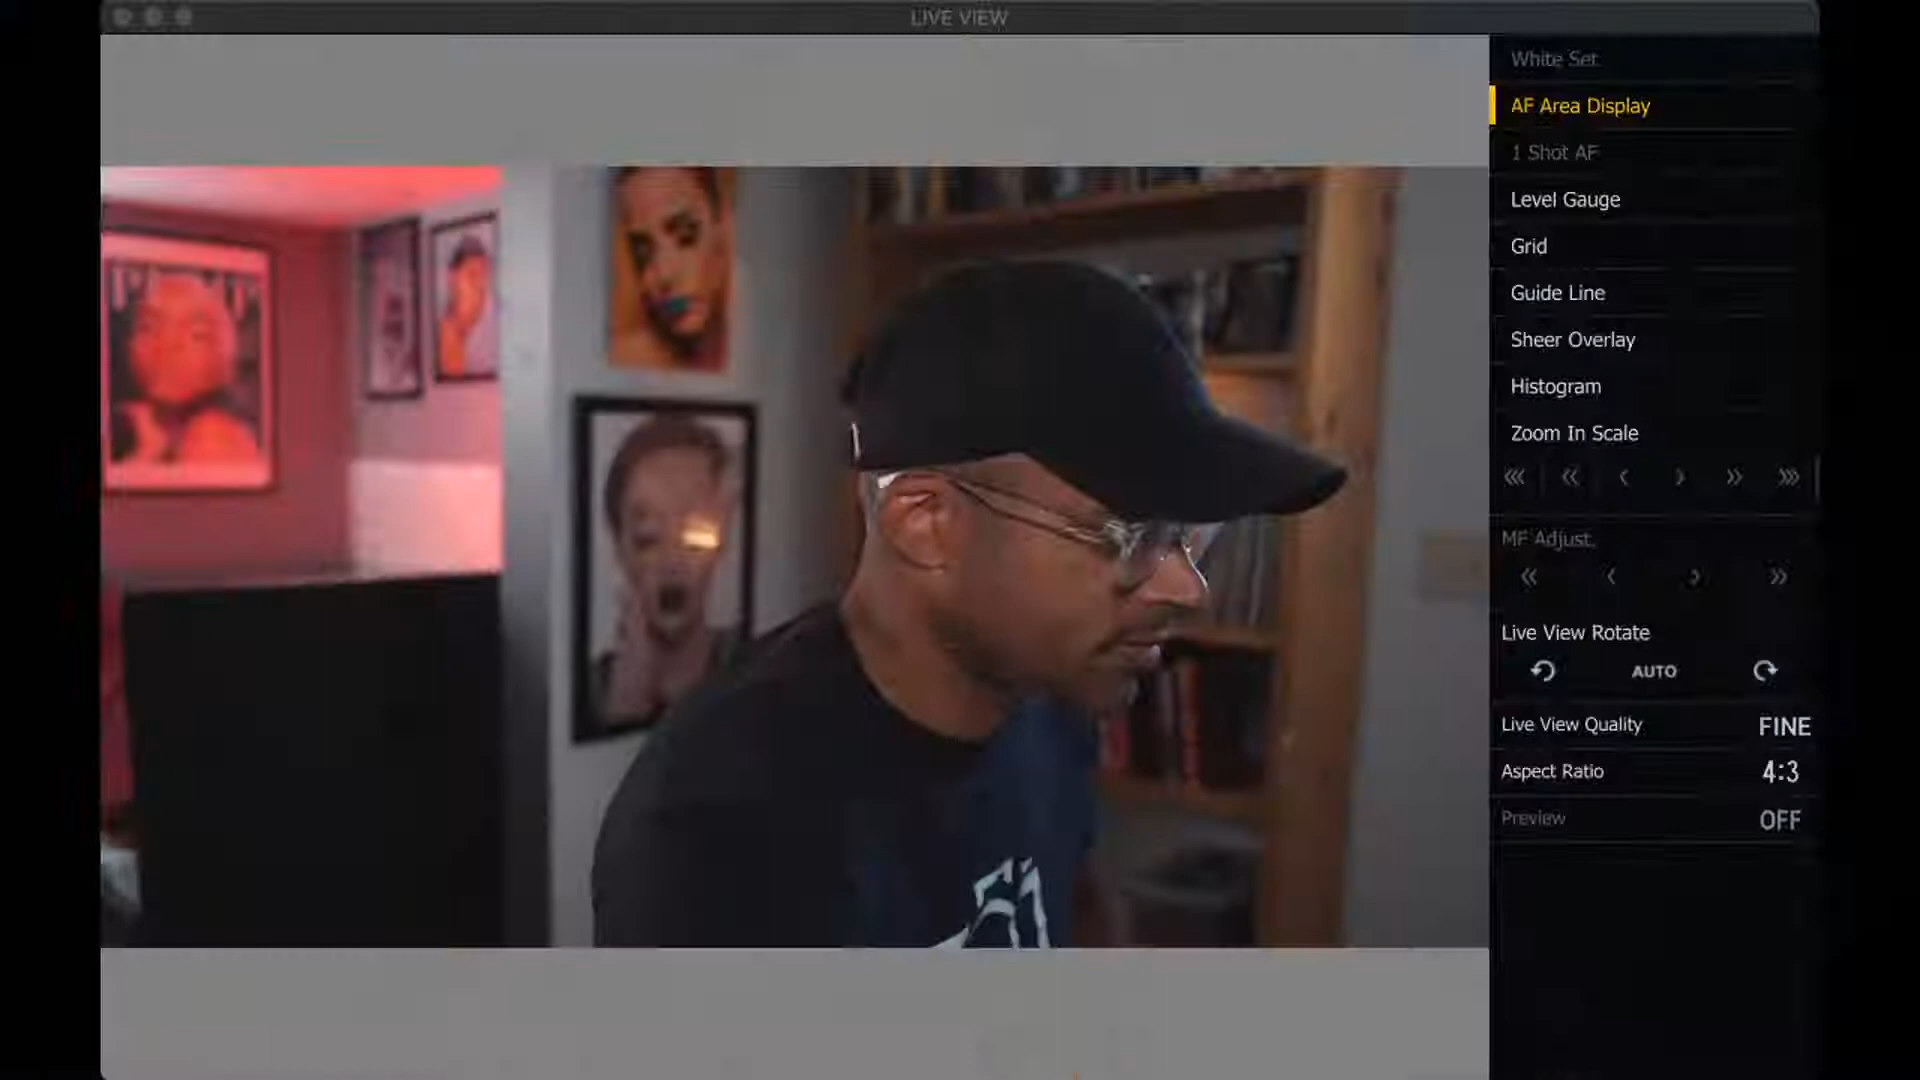 LIVE VIEW
White Set
AF Area Display
1 Shot AF
Level Gauge
Grid
Guide Line
Sheer Overlay
Histogram
Zoom In Scale
MF Adjust.
Live View Rotate
AUTO
Live View Quality FINE
Aspect Ratio 4:3
Preview OFF